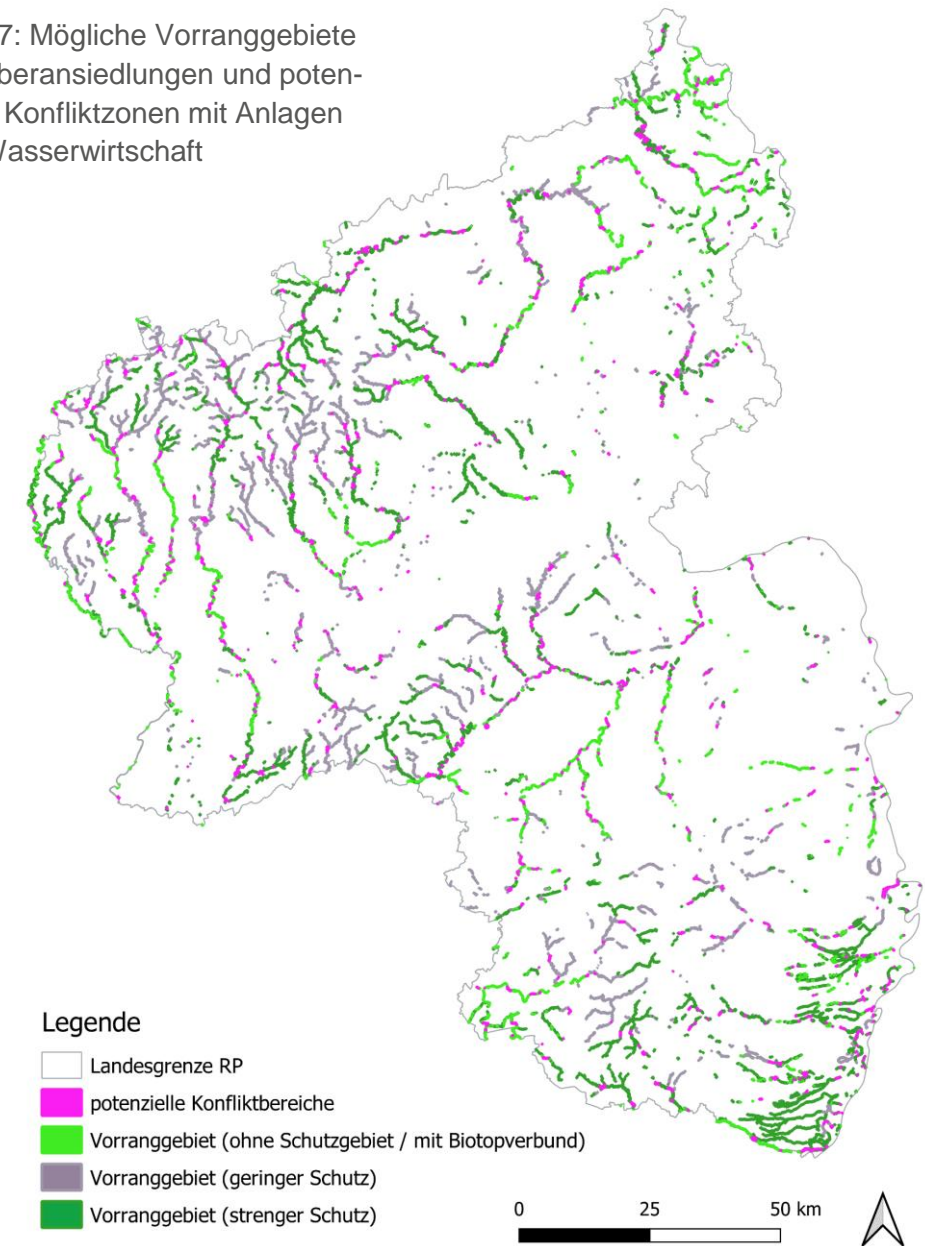 7: Mögliche Vorranggebiete
beransiedlungen und poten-
Konfliktzonen mit Anlagen
Wasserwirtschaft
Legende
Landesgrenze RP
potenzielle Konfliktbereiche
Vorranggebiet (ohne Schutzgebiet / mit Biotopverbund)
Vorranggebiet (geringer Schutz)
Vorranggebiet (strenger Schutz)
0 25 50 km